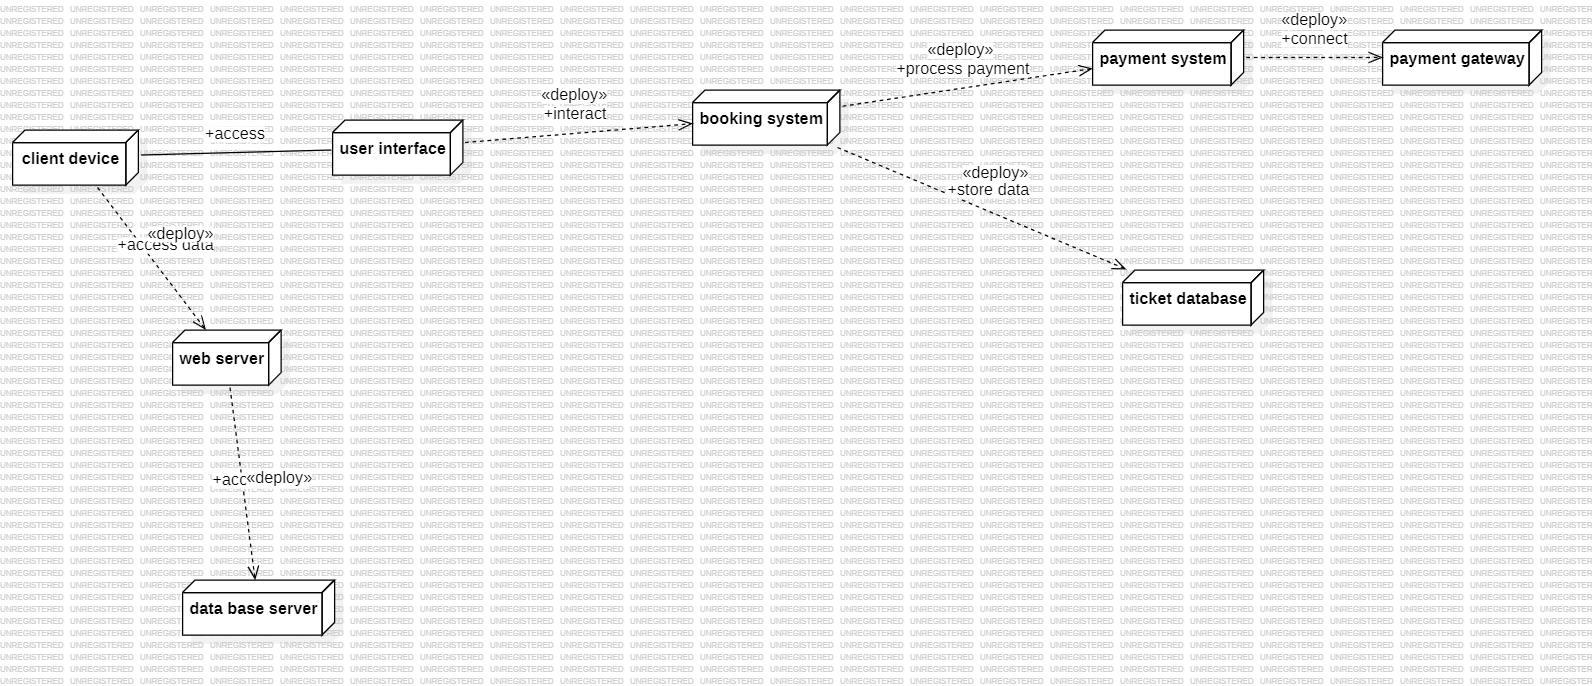 «deploy»
+connect
«deploy»
+process payment
payment system
payment gateway
«deploy»
+interact
booking system
+access
client device
user interface
«deploy»
+store data
«deploy»
+access data
ticket database
web server
«deploy»
data base server
UNREGISTERED